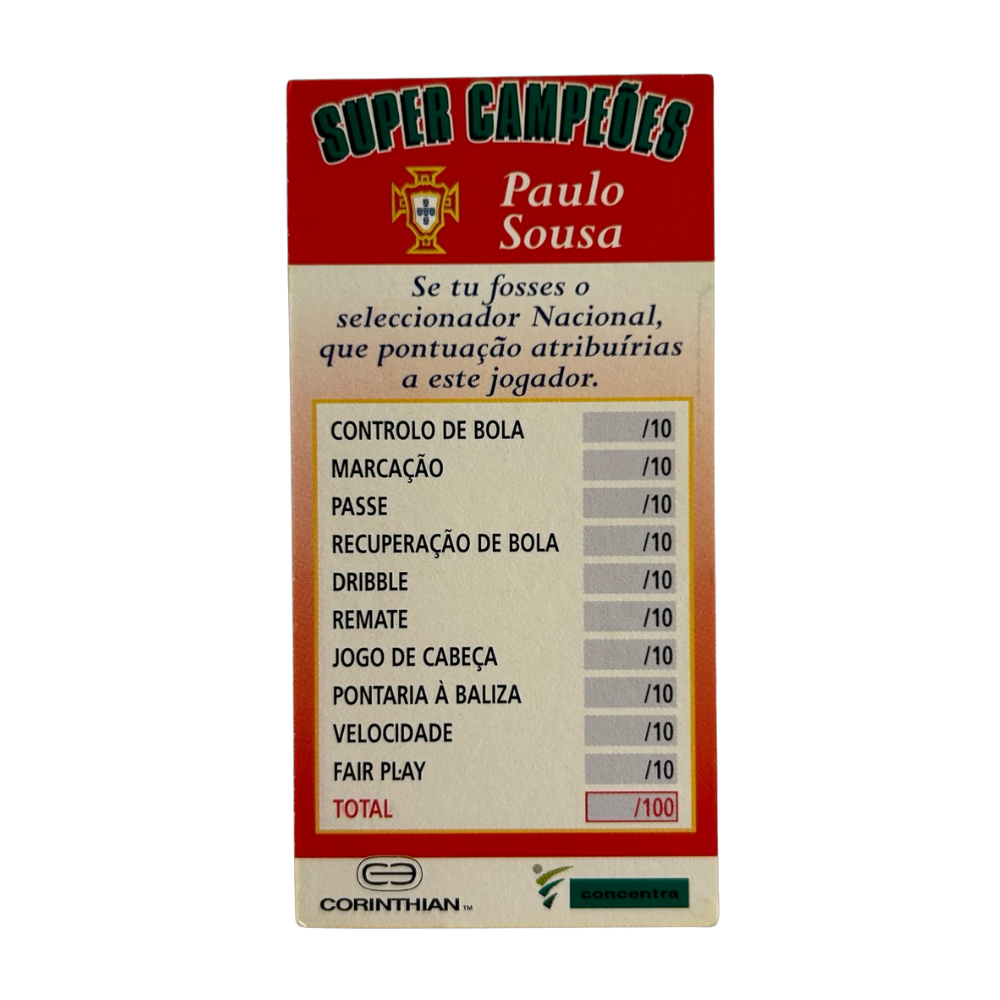 SUPER CAMPEÕES
Paulo
Sousa
Se tu fosses o
seleccionador Nacional,
que pontuação atribuírias
a este jogador.
CONTROLO DE BOLA /10
MARCAÇÃO /10
PASSE /10
RECUPERAÇÃO DE BOLA /10
DRIBBLE /10
REMATE /10
JOGO DE CABEÇA /10
PONTARIA À BALIZA /10
VELOCIDADE /10
FAIR PLAY /10
TOTAL /100
CORINTHIAN™
concentra